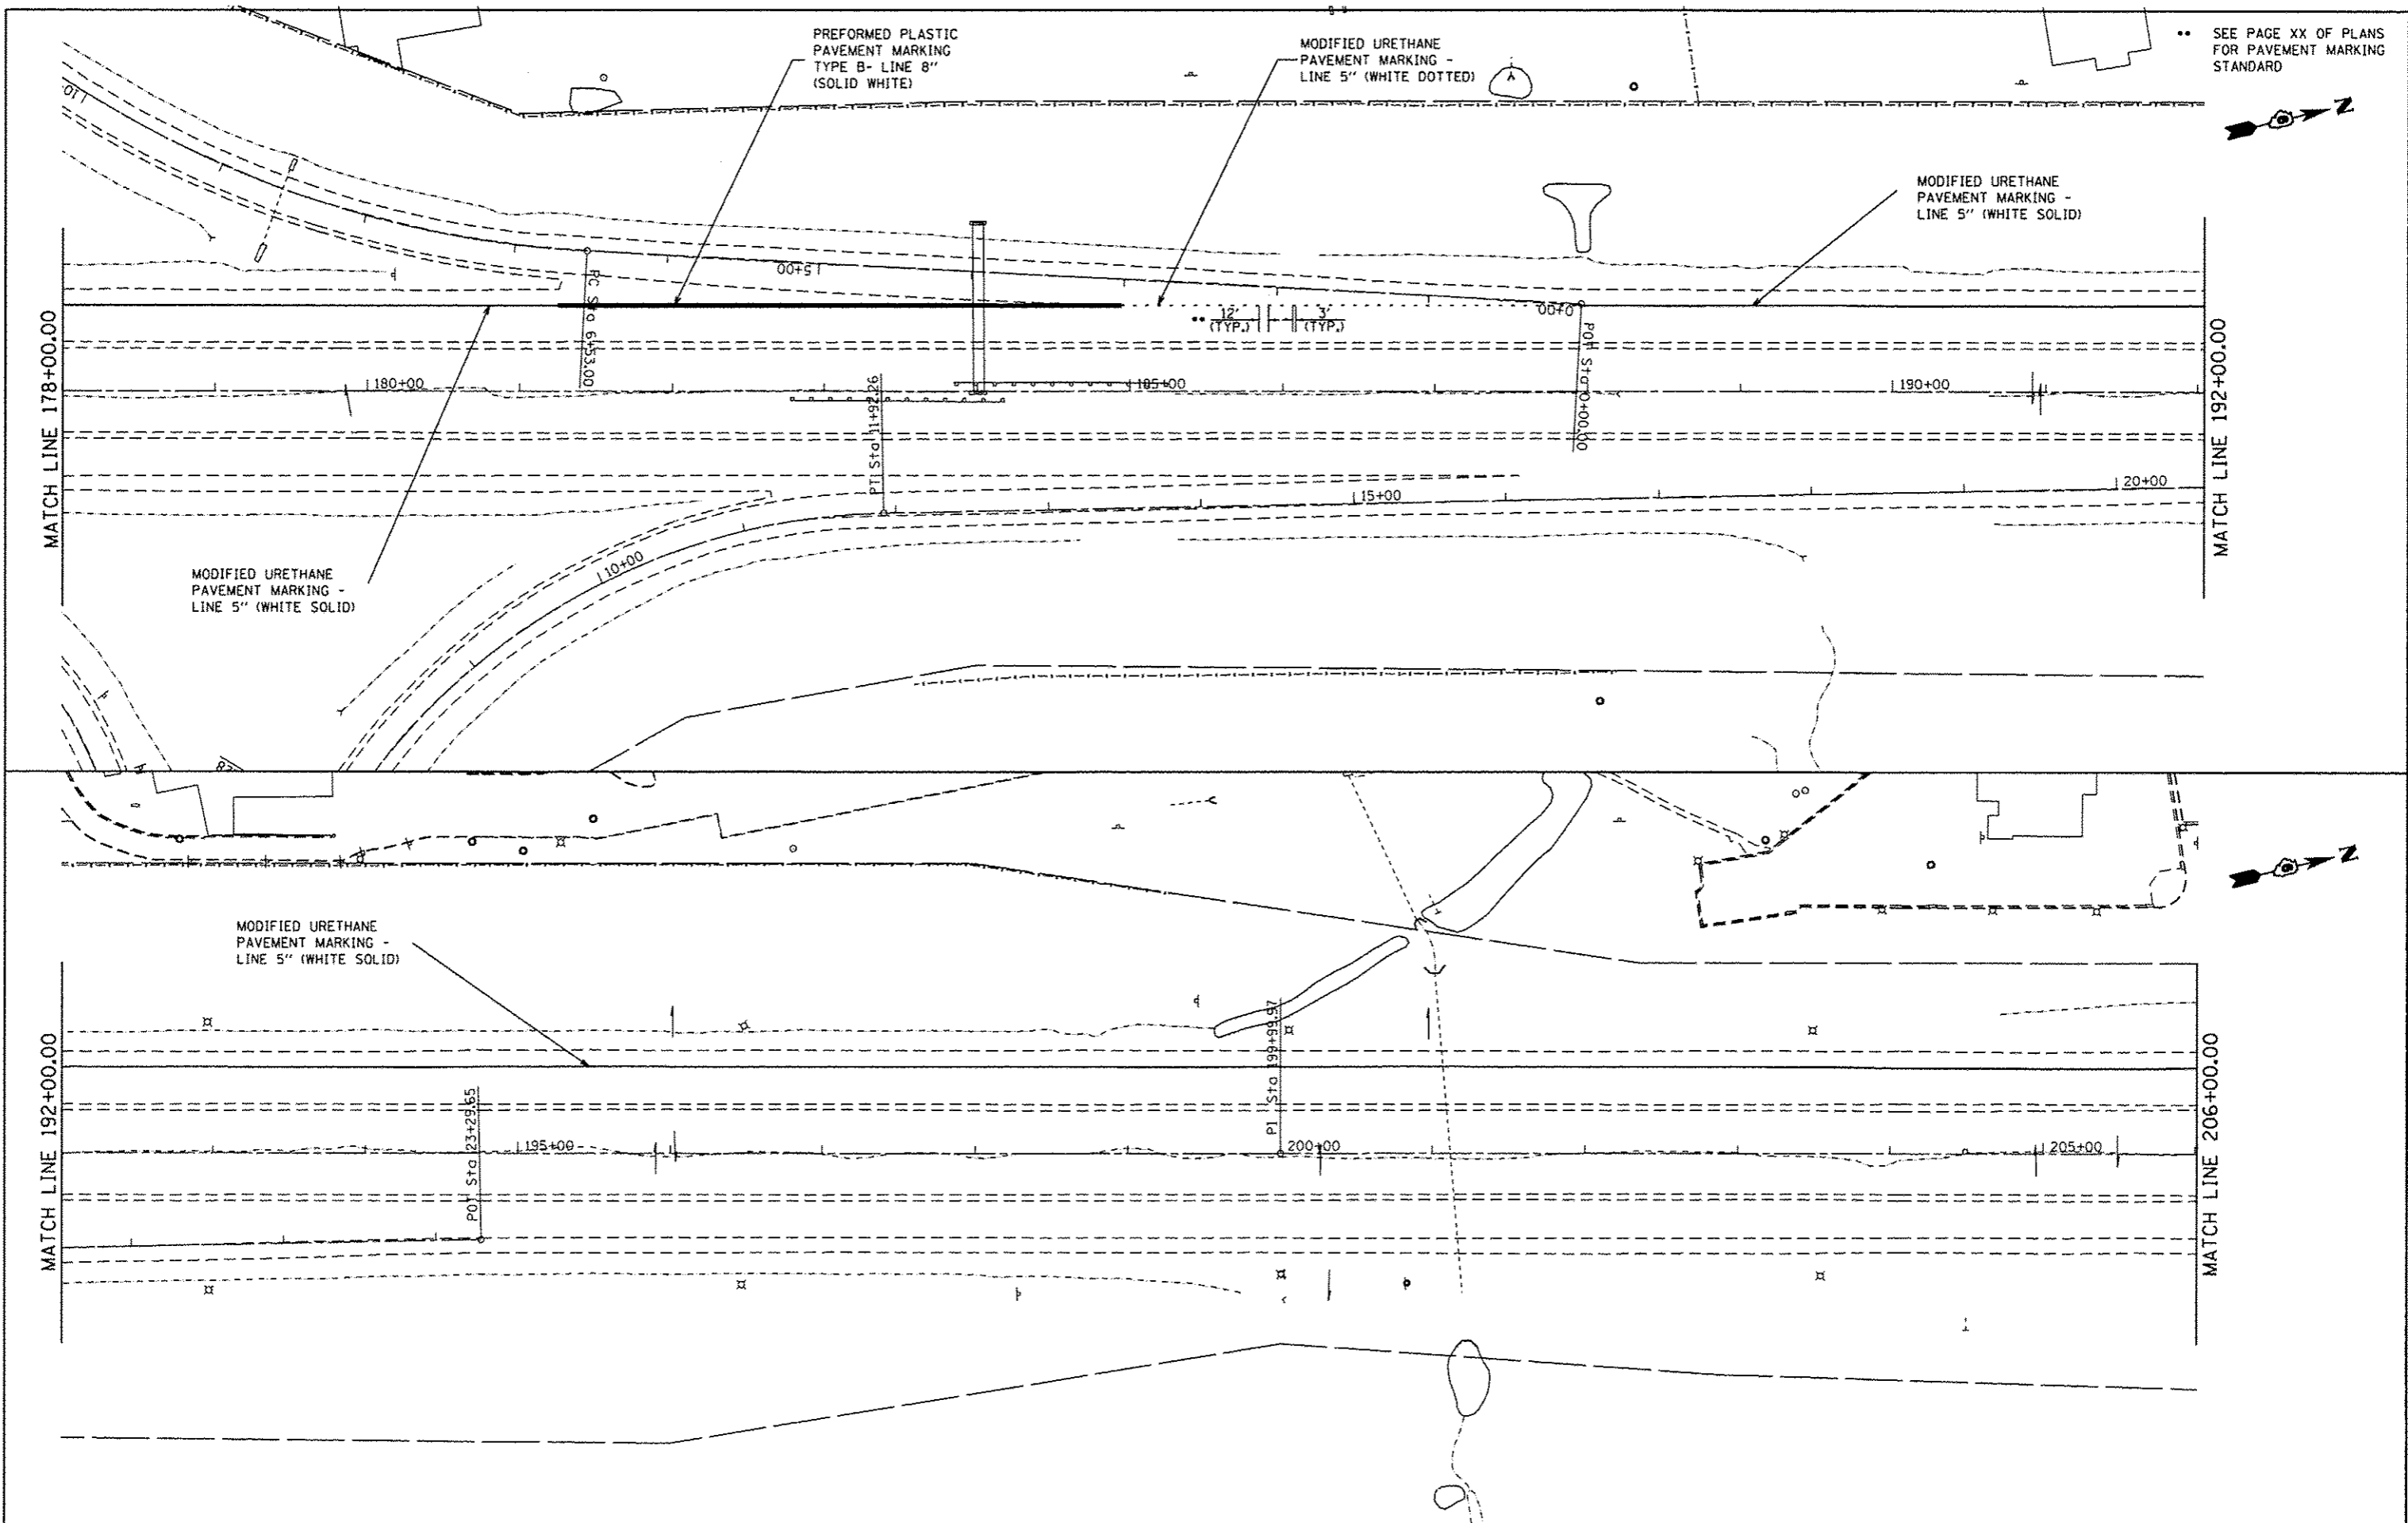 PREFORMED PLASTIC
PAVEMENT MARKING
TYPE B- LINE 8"
(SOLID WHITE)
MODIFIED URETHANE
PAVEMENT MARKING -
LINE 5" (WHITE DOTTED)
•• SEE PAGE XX OF PLANS
FOR PAVEMENT MARKING
STANDARD
N
MODIFIED URETHANE
PAVEMENT MARKING -
LINE 5" (WHITE SOLID)
MATCH LINE 178+00.00
PC Sta 6+53.00
5+00
•• 12' (TYP.)
3' (TYP.)
0+00
POT Sta 0+00.00
180+00
185+00
190+00
PT Sta 11+92.26
15+00
20+00
10+00
MATCH LINE 192+00.00
MODIFIED URETHANE
PAVEMENT MARKING -
LINE 5" (WHITE SOLID)
N
MODIFIED URETHANE
PAVEMENT MARKING -
LINE 5" (WHITE SOLID)
MATCH LINE 192+00.00
POT Sta 23+29.65
195+00
PI Sta 199+99.97
200+00
205+00
MATCH LINE 206+00.00